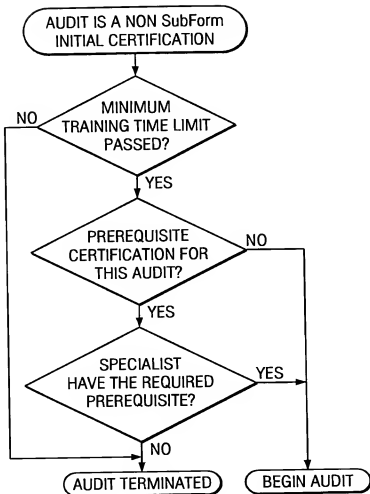 AUDIT IS A NON SubForm
INITIAL CERTIFICATION
MINIMUM
TRAINING TIME LIMIT
PASSED?
NO
YES
PREREQUISITE
CERTIFICATION FOR
THIS AUDIT?
NO
YES
SPECIALIST
HAVE THE REQUIRED
PREREQUISITE?
YES
NO
AUDIT TERMINATED
BEGIN AUDIT